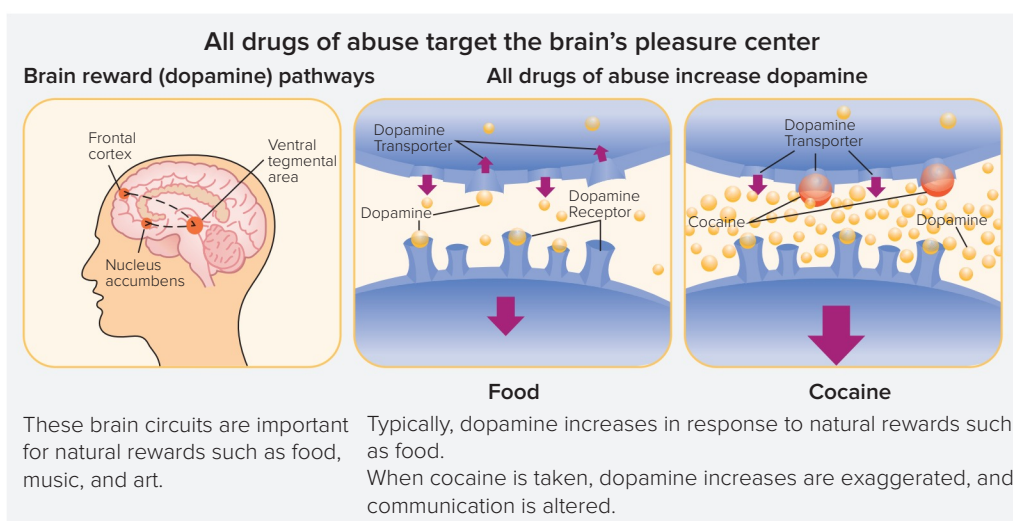 All drugs of abuse target the brain’s pleasure center
Brain reward (dopamine) pathways
All drugs of abuse increase dopamine
Frontal
cortex
Ventral
tegmental
area
Nucleus
accumbens
Dopamine
Transporter
Dopamine
Dopamine
Receptor
Dopamine
Transporter
Cocaine
Dopamine
Food
Cocaine
These brain circuits are important
for natural rewards such as food,
music, and art.
Typically, dopamine increases in response to natural rewards such
as food.
When cocaine is taken, dopamine increases are exaggerated, and
communication is altered.